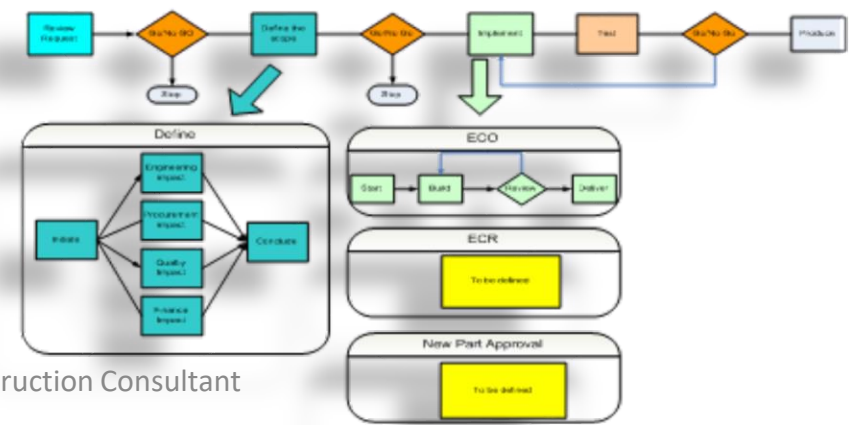 Review
Request
Go/No GO
Define the
scope
Go/No Go
Implement
Test
Go/No Go
Produce
Stop
Stop
Define
Engineering
Impact
Procurement
Impact
Quality
Impact
Finance
Impact
Initiate
Conclude
ECO
Start
Build
Review
Deliver
ECR
To be defined
New Part Approval
To be defined
ruction Consultant